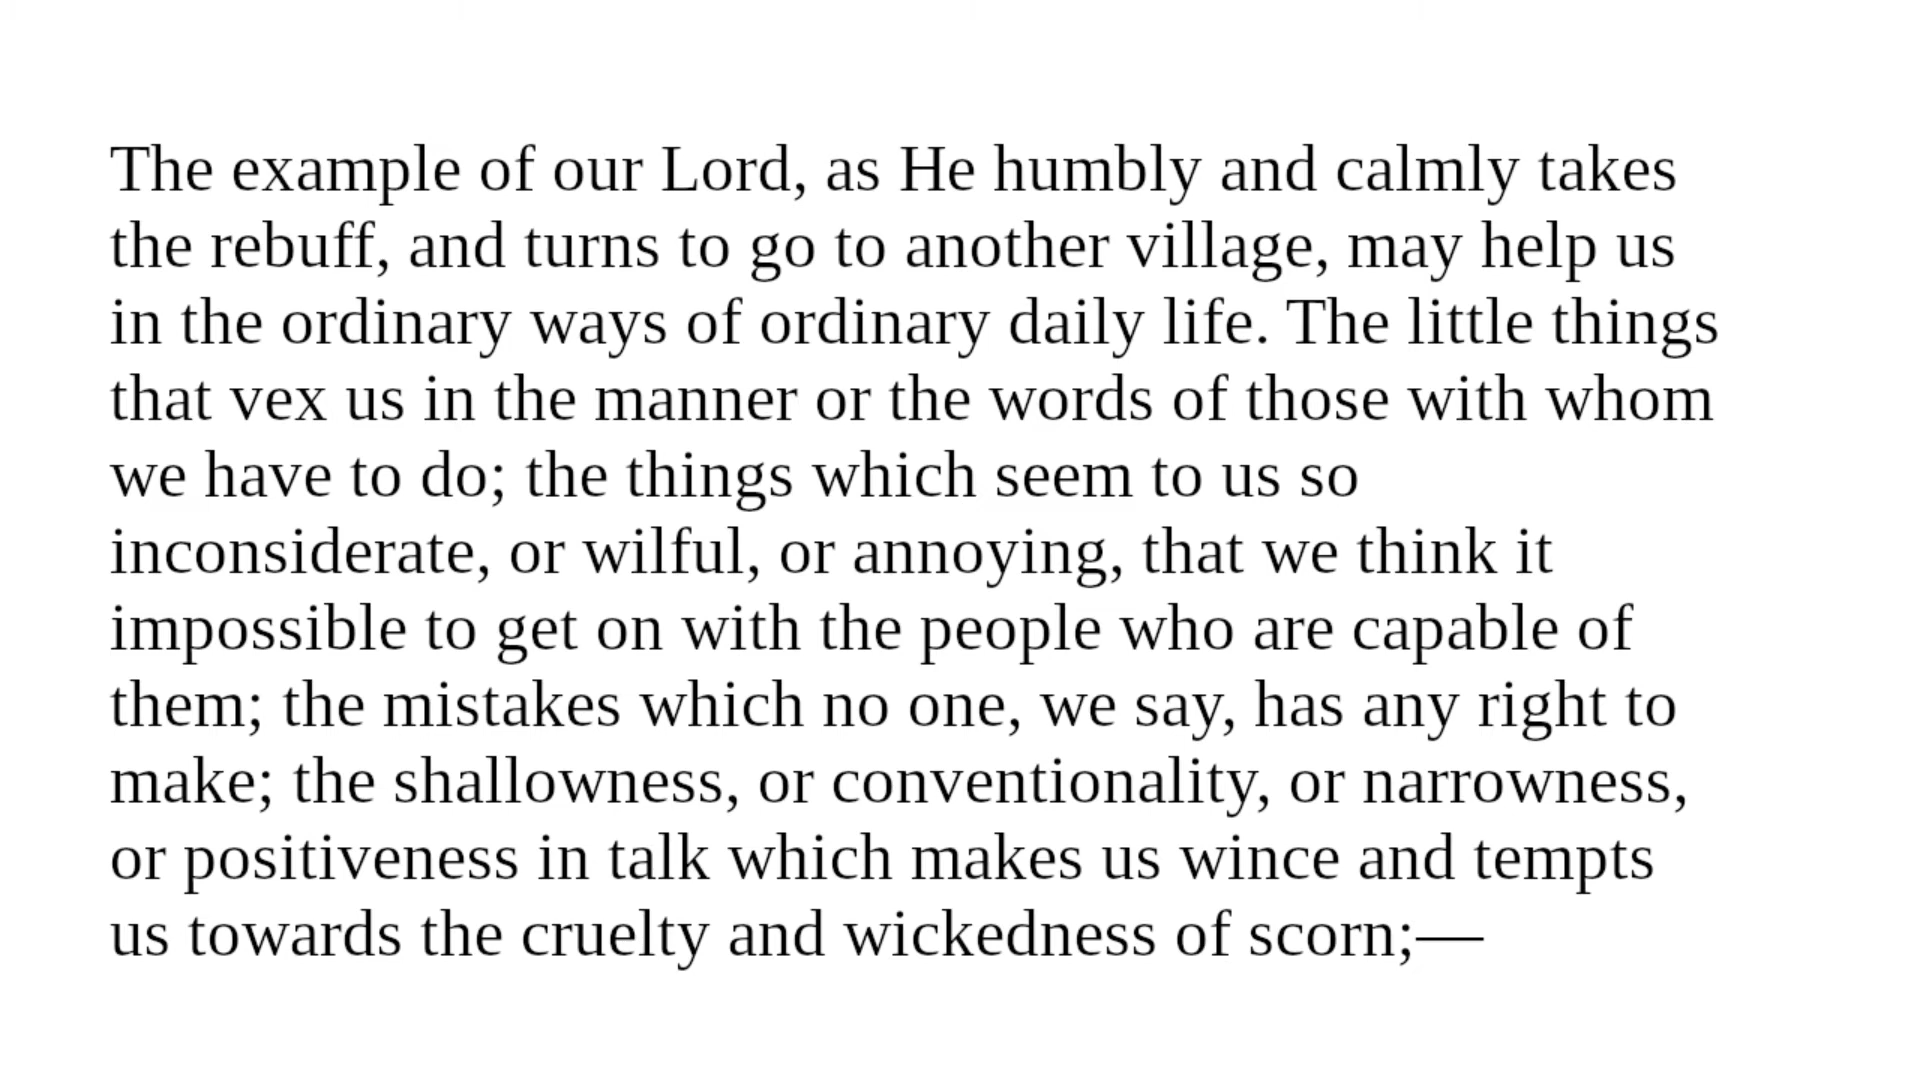 The example of our Lord, as He humbly and calmly takes
the rebuff, and turns to go to another village, may help us
in the ordinary ways of ordinary daily life. The little things
that vex us in the manner or the words of those with whom
we have to do; the things which seem to us so
inconsiderate, or wilful, or annoying, that we think it
impossible to get on with the people who are capable of
them; the mistakes which no one, we say, has any right to
make; the shallowness, or conventionality, or narrowness,
or positiveness in talk which makes us wince and tempts
us towards the cruelty and wickedness of scorn;—